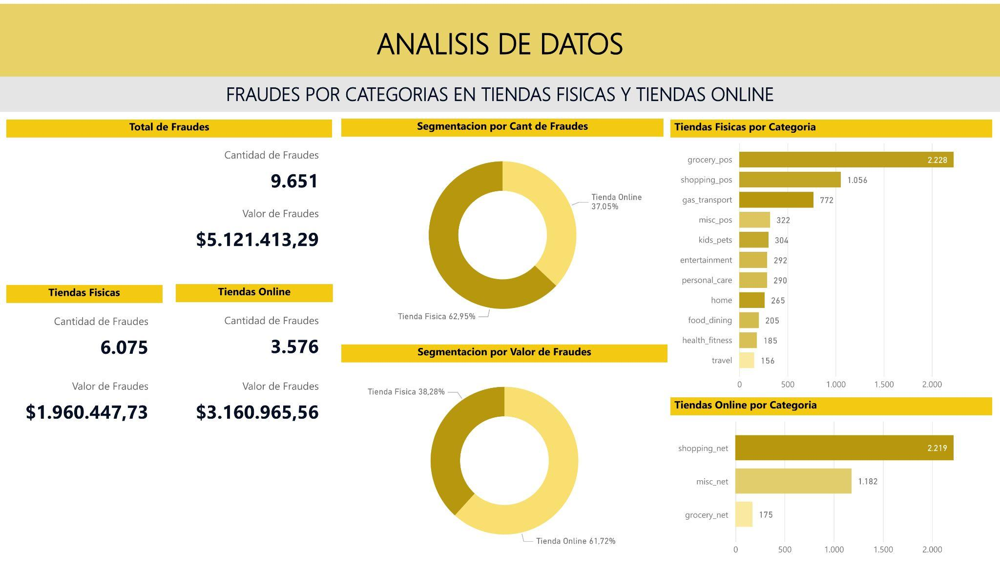 ANALISIS DE DATOS
FRAUDES POR CATEGORIAS EN TIENDAS FISICAS Y TIENDAS ONLINE
Total de Fraudes
Cantidad de Fraudes
9.651
Valor de Fraudes
$5.121.413,29
Tiendas Fisicas
Cantidad de Fraudes
6.075
Valor de Fraudes
$1.960.447,73
Tiendas Online
Cantidad de Fraudes
3.576
Valor de Fraudes
$3.160.965,56
Segmentacion por Cant de Fraudes
Tienda Online
37,05%
Tienda Fisica 62,95%
Segmentacion por Valor de Fraudes
Tienda Fisica 38,28%
Tienda Online 61,72%
Tiendas Fisicas por Categoria
grocery_pos 2.228
shopping_pos 1.056
gas_transport 772
misc_pos 322
kids_pets 304
entertainment 292
personal_care 290
home 265
food_dining 205
health_fitness 185
travel 156
0 500 1.000 1.500 2.000
Tiendas Online por Categoria
shopping_net 2.219
misc_net 1.182
grocery_net 175
0 500 1.000 1.500 2.000